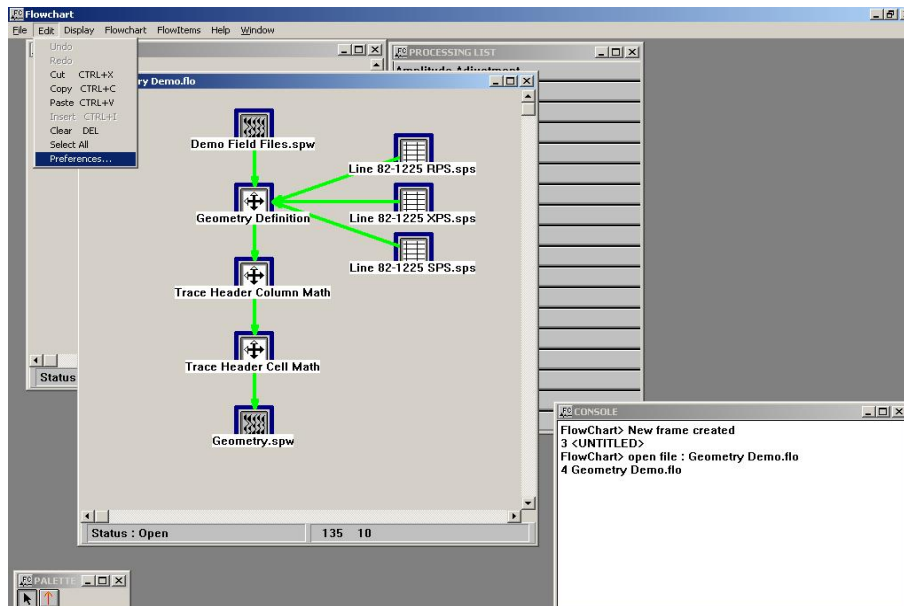 Flowchart
File Edit Display Flowchart FlowItems Help Window
Undo
Redo
Cut CTRL+X
Copy CTRL+C
Paste CTRL+V
Insert CTRL+I
Clear DEL
Select All
Preferences...
PROCESSING LIST
Amplitude Adjustment
ry Demo.flo
Demo Field Files.spw
Line 82-1225 RPS.sps
Geometry Definition
Line 82-1225 XPS.sps
Line 82-1225 SPS.sps
Trace Header Column Math
Trace Header Cell Math
Geometry.spw
Status
Status : Open 135 10
CONSOLE
FlowChart> New frame created
3 <UNTITLED>
FlowChart> open file : Geometry Demo.flo
4 Geometry Demo.flo
PALETTE